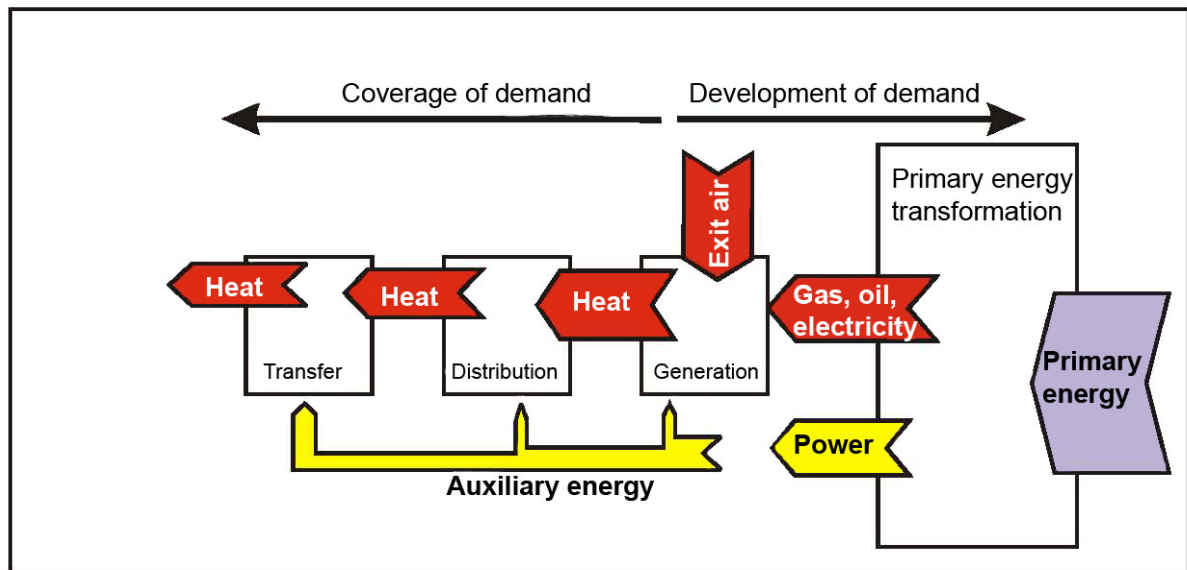 Coverage of demand
Development of demand
Primary energy
transformation
Exit air
Heat
Heat
Heat
Gas, oil,
electricity
Primary
energy
Transfer
Distribution
Generation
Power
Auxiliary energy